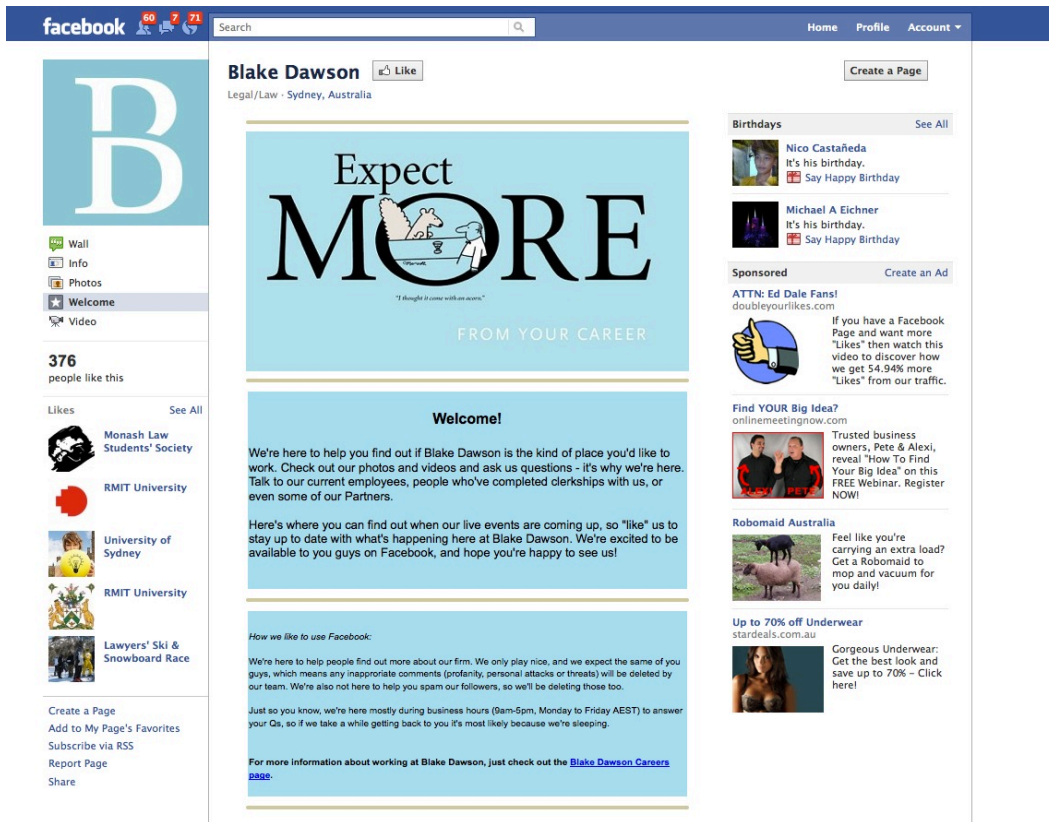 facebook
60
7
71
Search
Home Profile Account
B
Blake Dawson
Like
Create a Page
Legal/Law · Sydney, Australia
Wall
Info
Photos
Welcome
Video
376
people like this
Likes See All
Monash Law
Students' Society
RMIT University
University of
Sydney
RMIT University
Lawyers' Ski &
Snowboard Race
Create a Page
Add to My Page's Favorites
Subscribe via RSS
Report Page
Share
Expect
MORE
"I thought it came with an acorn."
FROM YOUR CAREER
Welcome!
We're here to help you find out if Blake Dawson is the kind of place you'd like to
work. Check out our photos and videos and ask us questions - it's why we're here.
Talk to our current employees, people who've completed clerkships with us, or
even some of our Partners.
Here's where you can find out when our live events are coming up, so "like" us to
stay up to date with what's happening here at Blake Dawson. We're excited to be
available to you guys on Facebook, and hope you're happy to see us!
How we like to use Facebook:
We're here to help people find out more about our firm. We only play nice, and we expect the same of you
guys, which means any inapproriate comments (profanity, personal attacks or threats) will be deleted by
our team. We're also not here to help you spam our followers, so we'll be deleting those too.
Just so you know, we're here mostly during business hours (9am-5pm, Monday to Friday AEST) to answer
your Qs, so if we take a while getting back to you it's most likely because we're sleeping.
For more information about working at Blake Dawson, just check out the Blake Dawson Careers
page.
Birthdays See All
Nico Castañeda
It's his birthday.
Say Happy Birthday
Michael A Eichner
It's his birthday.
Say Happy Birthday
Sponsored Create an Ad
ATTN: Ed Dale Fans!
doubleyourlikes.com
If you have a Facebook
Page and want more
"Likes" then watch this
video to discover how
we get 54.94% more
"Likes" from our traffic.
Find YOUR Big Idea?
onlinemeetingnow.com
ALEXI PETE
Trusted business
owners, Pete & Alexi,
reveal "How To Find
Your Big Idea" on this
FREE Webinar. Register
NOW!
Robomaid Australia
Feel like you're
carrying an extra load?
Get a Robomaid to
mop and vacuum for
you daily!
Up to 70% off Underwear
stardeals.com.au
Gorgeous Underwear:
Get the best look and
save up to 70% – Click
here!